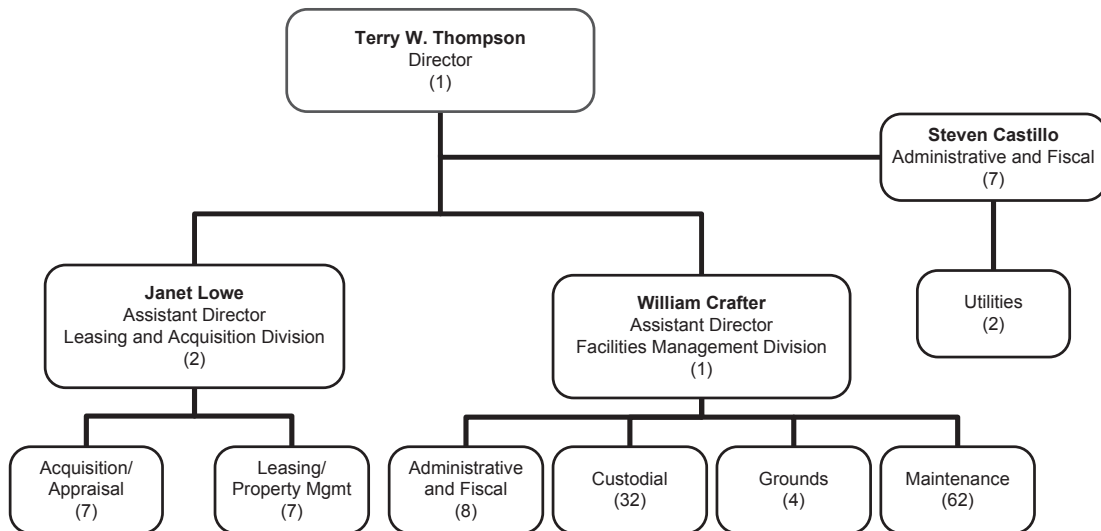 Terry W. Thompson
Director
(1)
Steven Castillo
Administrative and Fiscal
(7)
Janet Lowe
Assistant Director
Leasing and Acquisition Division
(2)
William Crafter
Assistant Director
Facilities Management Division
(1)
Utilities
(2)
Acquisition/
Appraisal
(7)
Leasing/
Property Mgmt
(7)
Administrative
and Fiscal
(8)
Custodial
(32)
Grounds
(4)
Maintenance
(62)